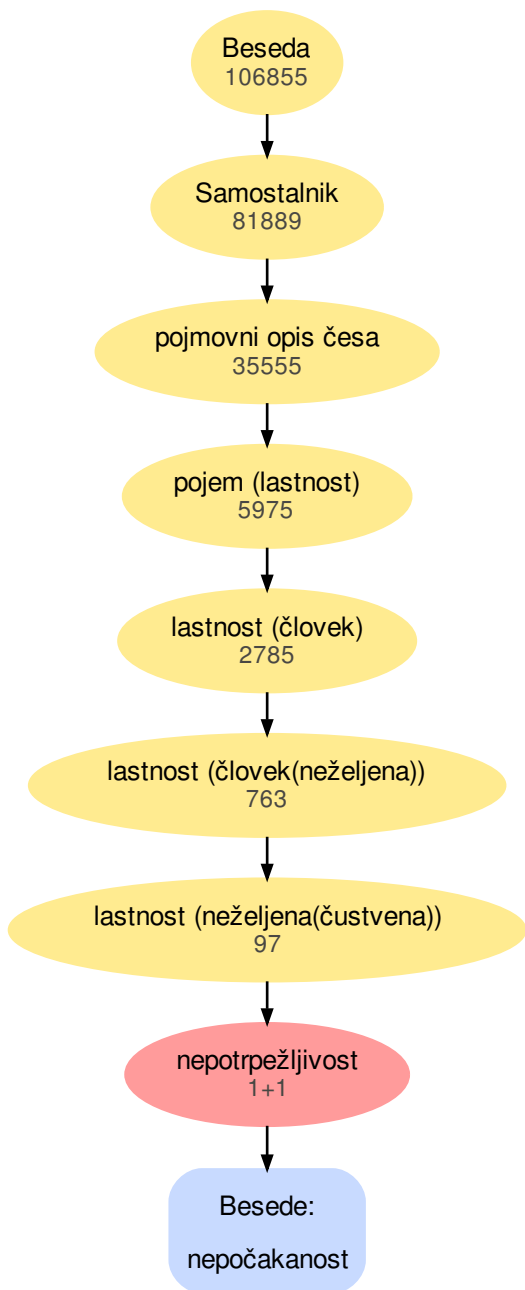 Beseda
106855
Samostalnik
81889
pojmovni opis česa
35555
pojem (lastnost)
5975
lastnost (človek)
2785
lastnost (človek(neželjena))
763
lastnost (neželjena(čustvena))
97
nepotrpežljivost
1+1
Besede:
nepočakanost